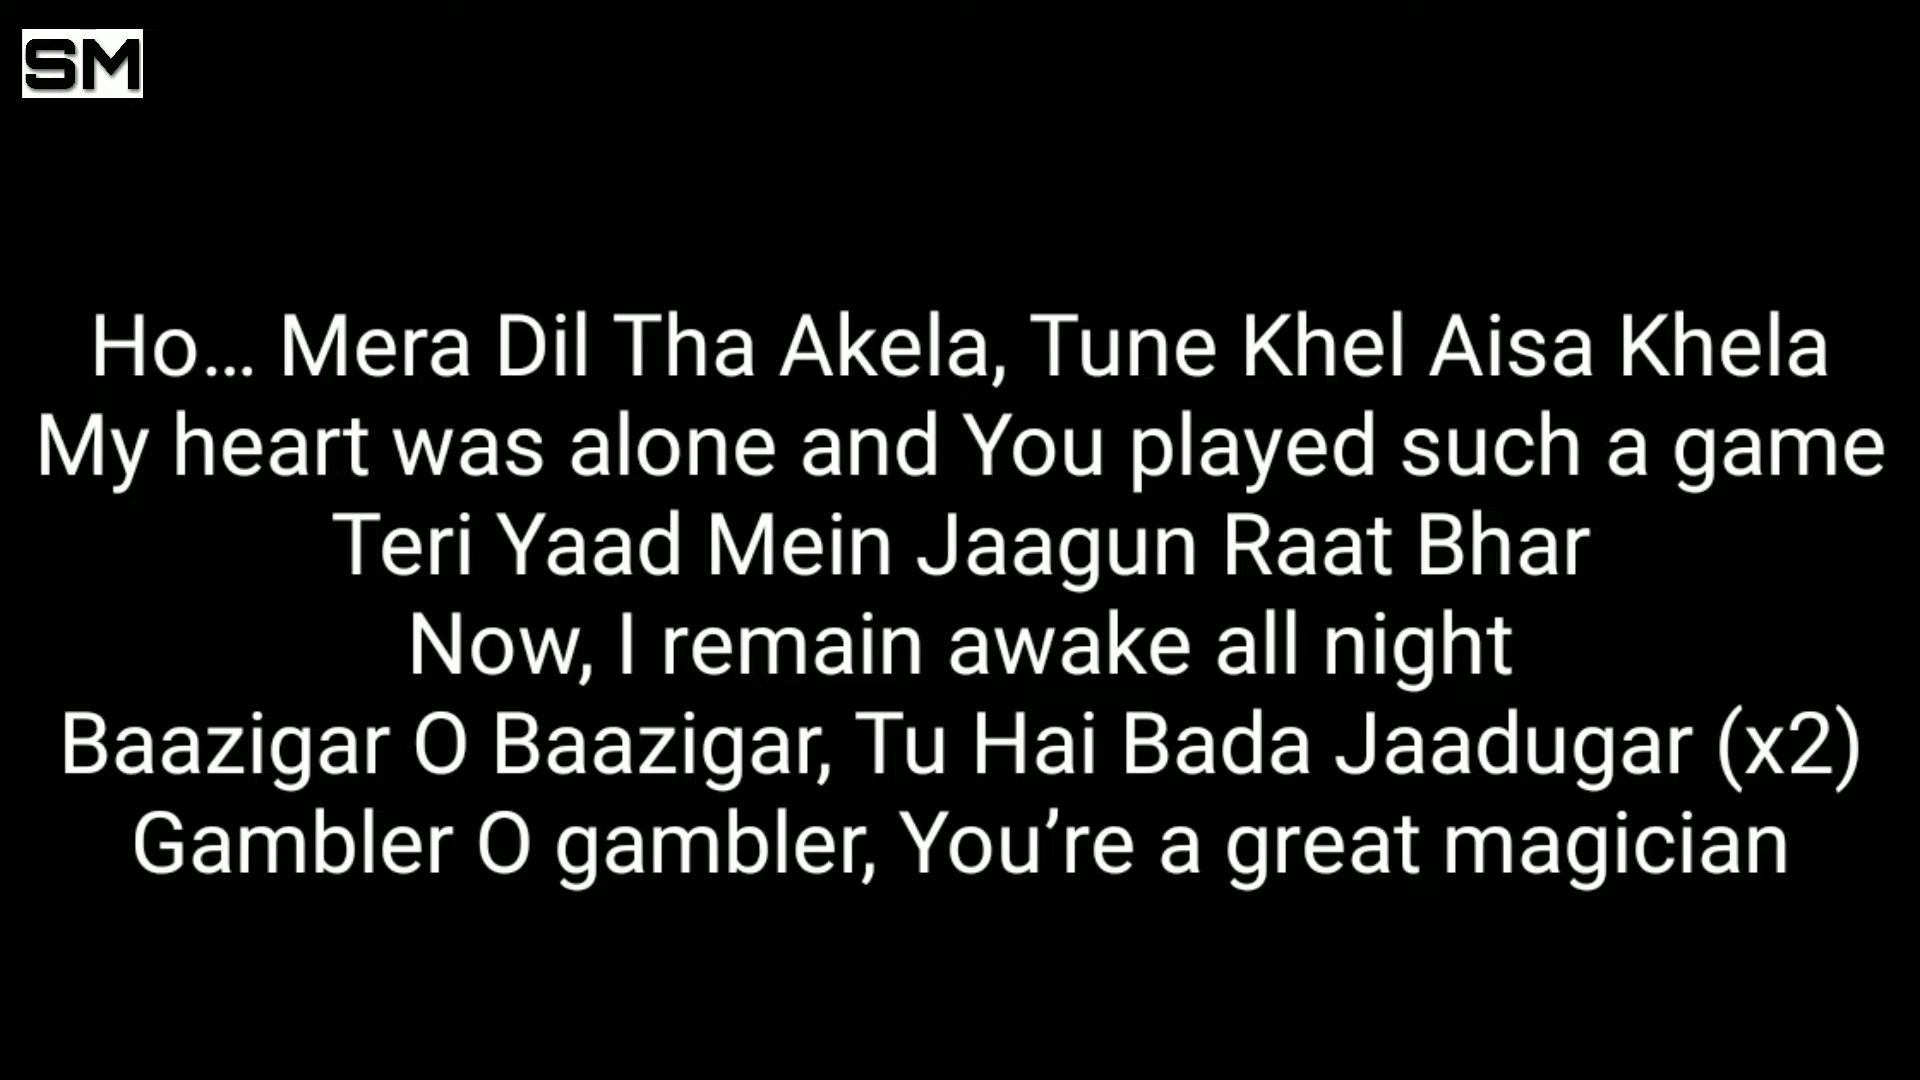 SM
Ho... Mera Dil Tha Akela, Tune Khel Aisa Khela
My heart was alone and You played such a game
Teri Yaad Mein Jaagun Raat Bhar
Now, I remain awake all night
Baazigar O Baazigar, Tu Hai Bada Jaadugar (x2)
Gambler O gambler, You’re a great magician